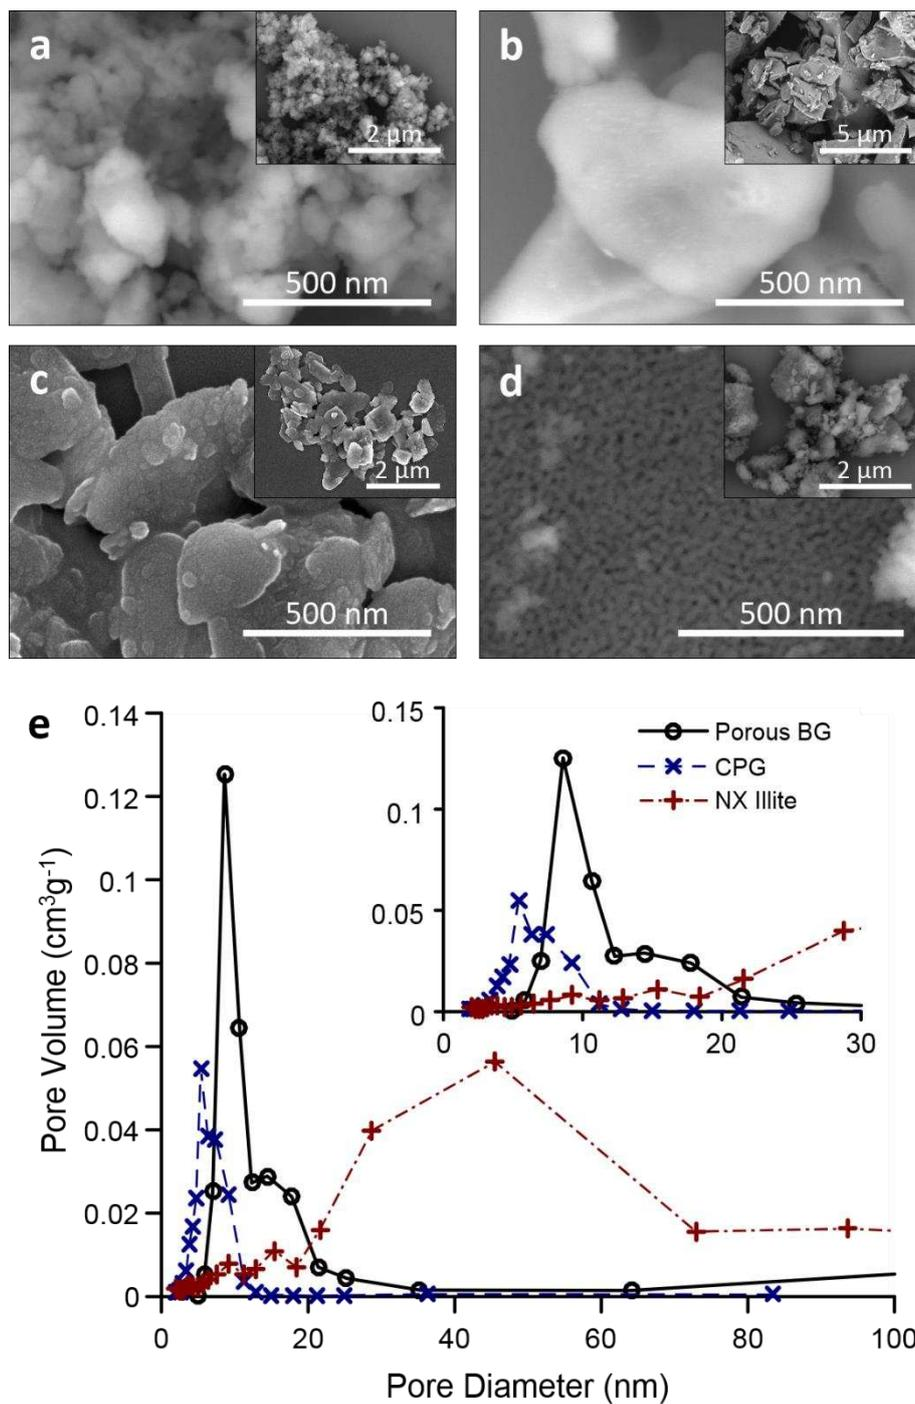 a
2 µm
500 nm
b
5 µm
500 nm
c
2 µm
500 nm
d
2 µm
500 nm
e
Pore Volume (cm³g⁻¹)
0.14
0.12
0.1
0.08
0.06
0.04
0.02
0
0 20 40 60 80 100
Pore Diameter (nm)
0.15
0.1
0.05
0
0 10 20 30
Porous BG
CPG
NX Illite